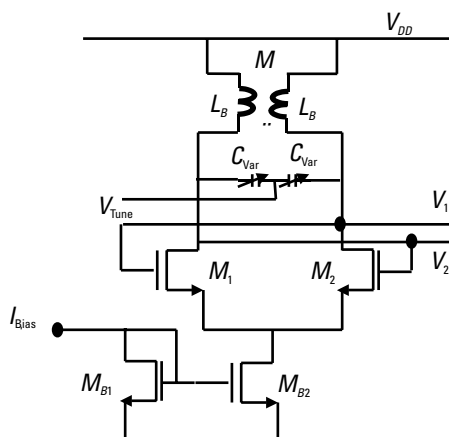 V_DD
M
L_B L_B
C_Var C_Var
V_Tune
V_1
V_2
M_1 M_2
I_Bias
M_B1 M_B2